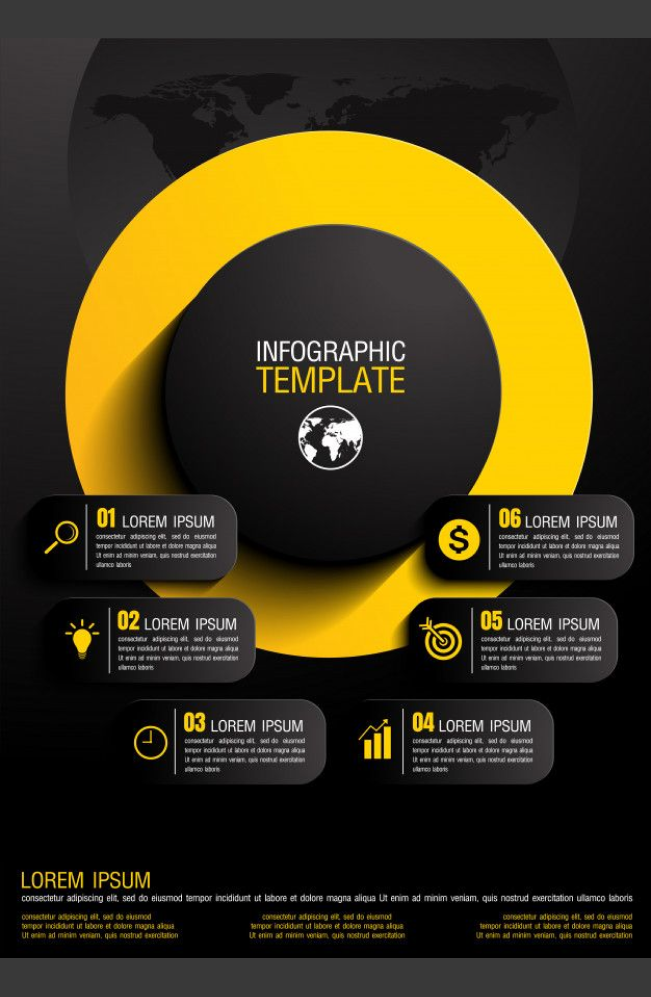 INFOGRAPHIC
TEMPLATE
01 LOREM IPSUM
consectetur adipiscing elit, sed do eiusmod
tempor incididunt ut labore et dolore magna aliqua
Ut enim ad minim veniam, quis nostrud exercitation
ullamco laboris
02 LOREM IPSUM
consectetur adipiscing elit, sed do eiusmod
tempor incididunt ut labore et dolore magna aliqua
Ut enim ad minim veniam, quis nostrud exercitation
ullamco laboris
03 LOREM IPSUM
consectetur adipiscing elit, sed do eiusmod
tempor incididunt ut labore et dolore magna aliqua
Ut enim ad minim veniam, quis nostrud exercitation
ullamco laboris
04 LOREM IPSUM
consectetur adipiscing elit, sed do eiusmod
tempor incididunt ut labore et dolore magna aliqua
Ut enim ad minim veniam, quis nostrud exercitation
ullamco laboris
05 LOREM IPSUM
consectetur adipiscing elit, sed do eiusmod
tempor incididunt ut labore et dolore magna aliqua
Ut enim ad minim veniam, quis nostrud exercitation
ullamco laboris
$
06 LOREM IPSUM
consectetur adipiscing elit, sed do eiusmod
tempor incididunt ut labore et dolore magna aliqua
Ut enim ad minim veniam, quis nostrud exercitation
ullamco laboris
LOREM IPSUM
consectetur adipiscing elit, sed do eiusmod tempor incididunt ut labore et dolore magna aliqua Ut enim ad minim veniam, quis nostrud exercitation ullamco laboris
consectetur adipiscing elit, sed do eiusmod
tempor incididunt ut labore et dolore magna aliqua
Ut enim ad minim veniam, quis nostrud exercitation
consectetur adipiscing elit, sed do eiusmod
tempor incididunt ut labore et dolore magna aliqua
Ut enim ad minim veniam, quis nostrud exercitation
consectetur adipiscing elit, sed do eiusmod
tempor incididunt ut labore et dolore magna aliqua
Ut enim ad minim veniam, quis nostrud exercitation